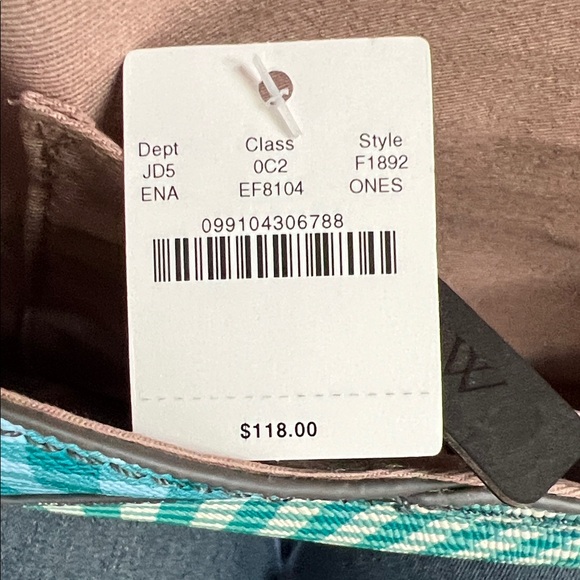 Dept Class Style
JD5 0C2 F1892
ENA EF8104 ONES
099104306788
$118.00